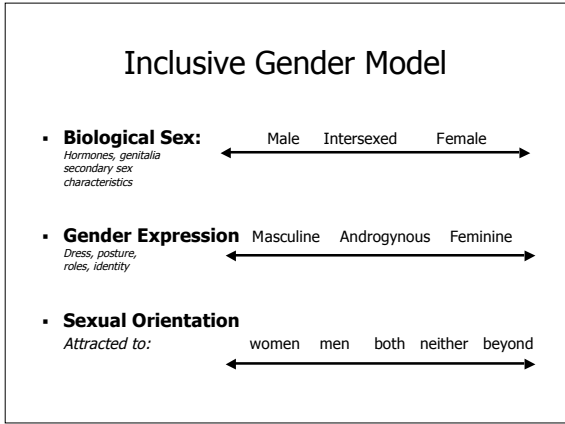 Inclusive Gender Model
▪ Biological Sex: Male Intersexed Female
Hormones, genitalia
secondary sex
characteristics
▪ Gender Expression Masculine Androgynous Feminine
Dress, posture,
roles, identity
▪ Sexual Orientation
Attracted to: women men both neither beyond